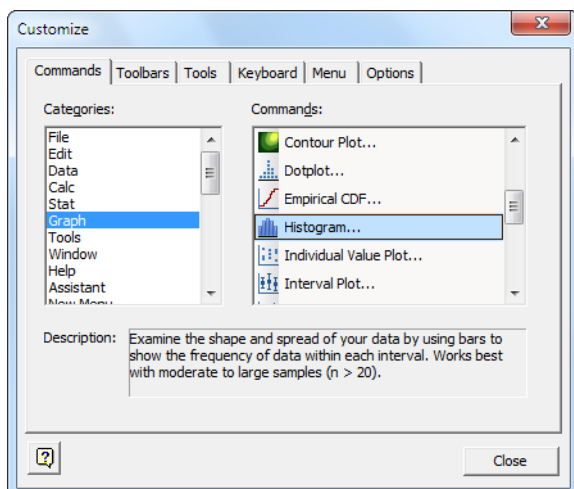 Customize
Commands
Toolbars
Tools
Keyboard
Menu
Options
Categories:
File
Edit
Data
Calc
Stat
Graph
Tools
Window
Help
Assistant
New Menu
Commands:
Contour Plot...
Dotplot...
Empirical CDF...
Histogram...
Individual Value Plot...
Interval Plot...
Description:
Examine the shape and spread of your data by using bars to
show the frequency of data within each interval. Works best
with moderate to large samples (n > 20).
Close